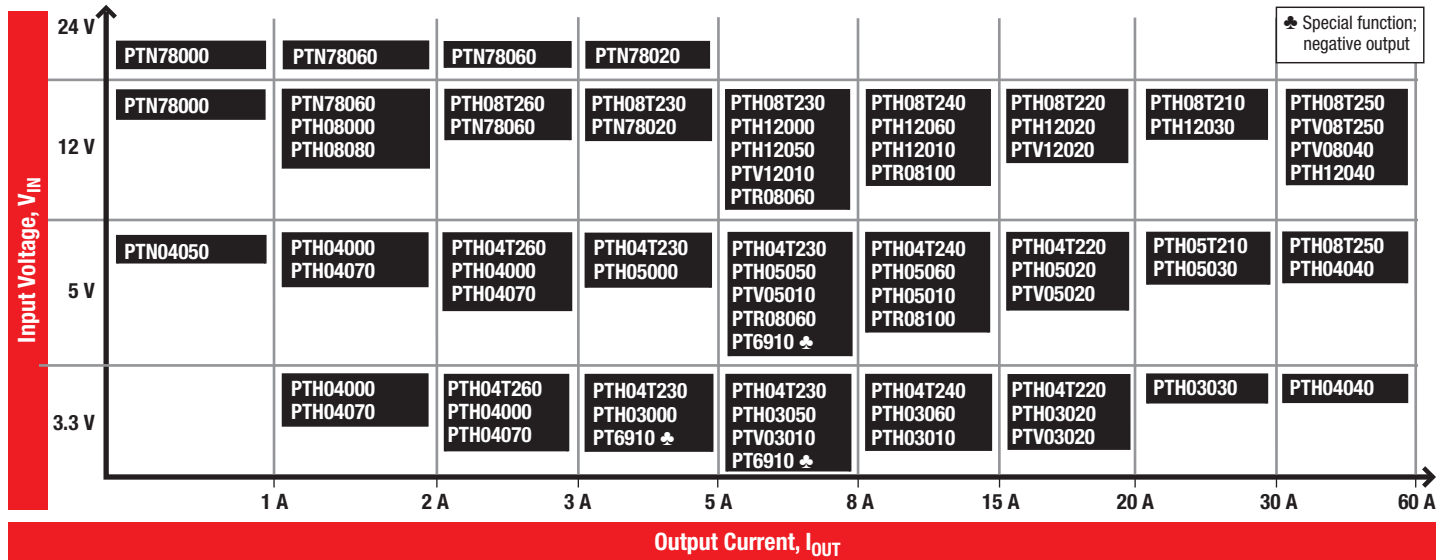 Input Voltage, VIN
♣ Special function;
negative output
24 V
PTN78000
PTN78060
PTN78060
PTN78020
12 V
PTN78000
PTN78060
PTH08000
PTH08080
PTH08T260
PTN78060
PTH08T230
PTN78020
PTH08T230
PTH12000
PTH12050
PTV12010
PTR08060
PTH08T240
PTH12060
PTH12010
PTR08100
PTH08T220
PTH12020
PTV12020
PTH08T210
PTH12030
PTH08T250
PTV08T250
PTV08040
PTH12040
5 V
PTN04050
PTH04000
PTH04070
PTH04T260
PTH04000
PTH04070
PTH04T230
PTH05000
PTH04T230
PTH05050
PTV05010
PTR08060
PT6910 ♣
PTH04T240
PTH05060
PTH05010
PTR08100
PTH04T220
PTH05020
PTV05020
PTH05T210
PTH05030
PTH08T250
PTH04040
3.3 V
PTH04000
PTH04070
PTH04T260
PTH04000
PTH04070
PTH04T230
PTH03000
PT6910 ♣
PTH04T230
PTH03050
PTV03010
PT6910 ♣
PTH04T240
PTH03060
PTH03010
PTH04T220
PTH03020
PTV03020
PTH03030
PTH04040
1 A
2 A
3 A
5 A
8 A
15 A
20 A
30 A
60 A
Output Current, IOUT